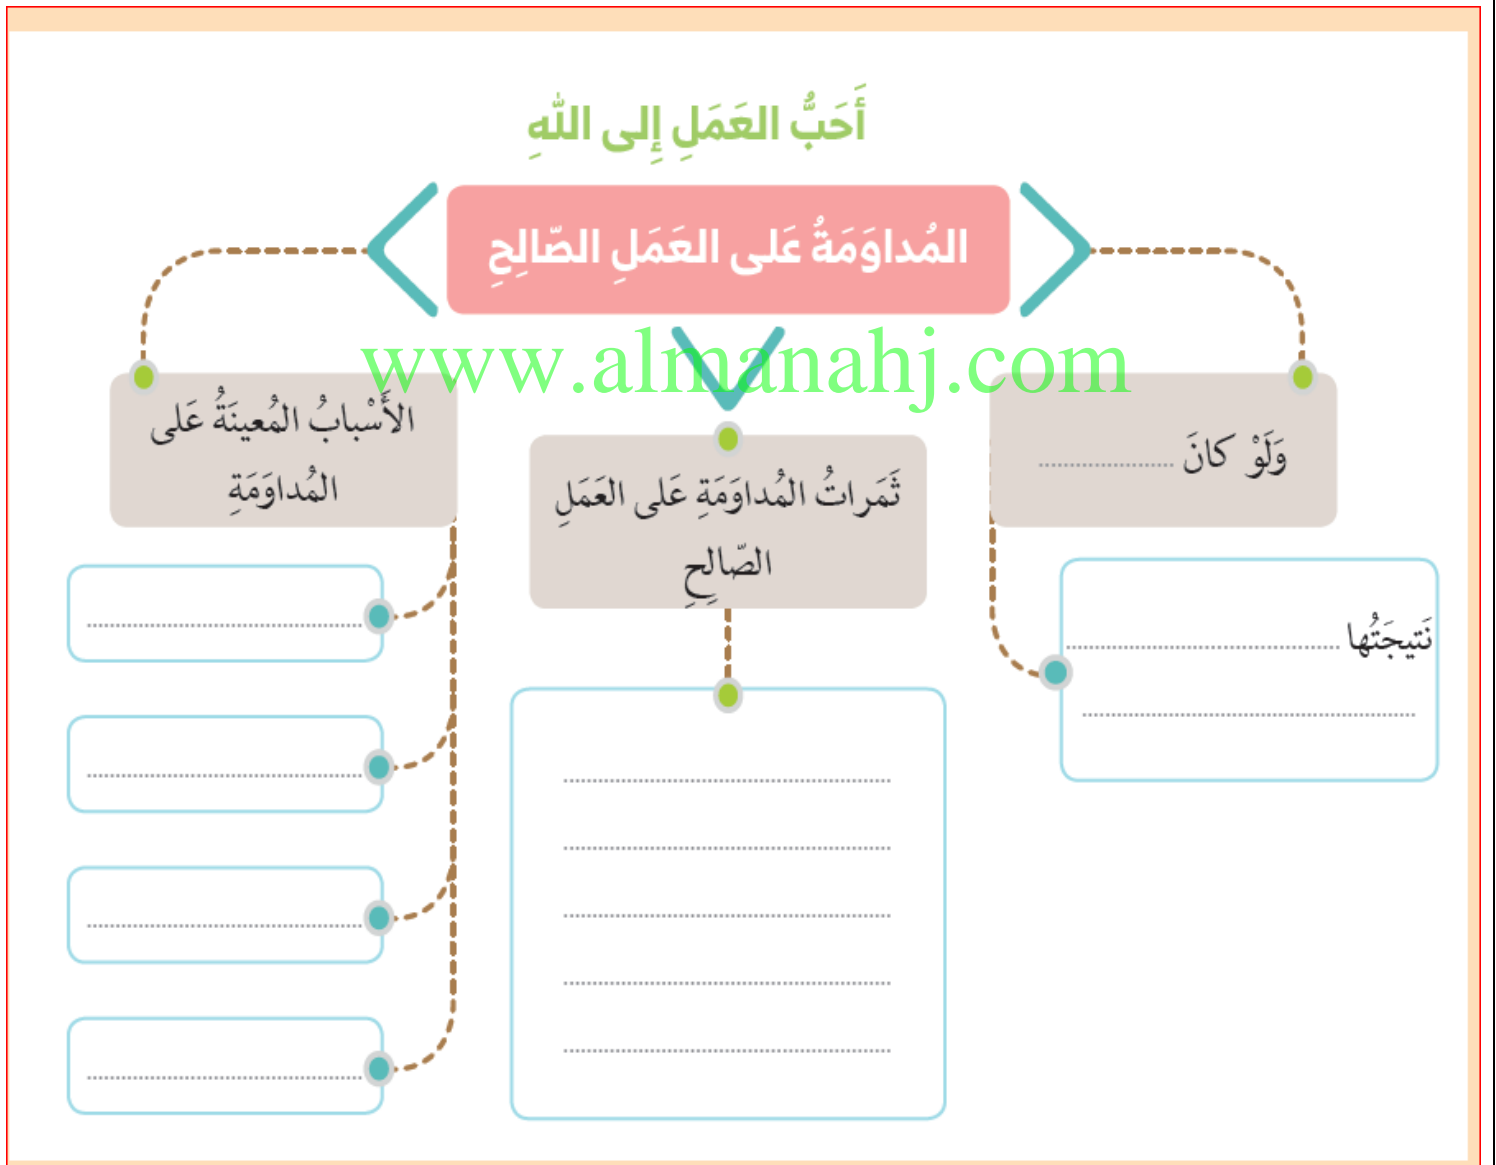 أَحَبُّ العَمَلِ إِلى اللهِ
المُداوَمَةُ عَلى العَمَلِ الصّالِحِ
www.almanahj.com
وَلَوْ كانَ ......................
نَتيجَتُها ..............................................
........................................................
ثَمَراتُ المُداوَمَةِ عَلى العَمَلِ
الصّالِحِ
.......................................................
.......................................................
.......................................................
.......................................................
.......................................................
الأَسْبابُ المُعينَةُ عَلى
المُداوَمَةِ
..............................................
..............................................
..............................................
..............................................